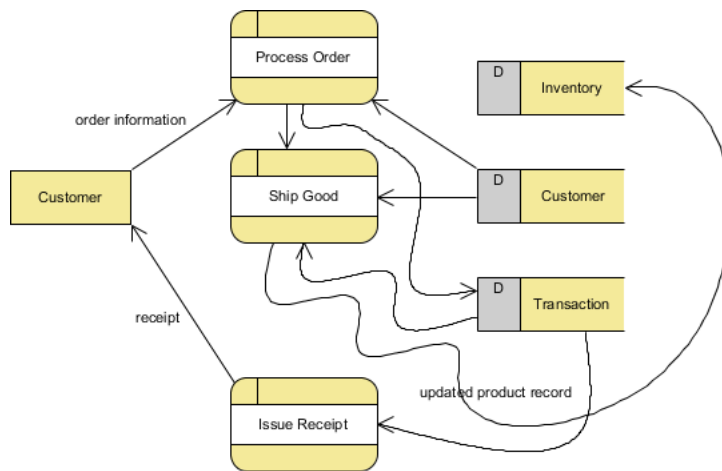 Process Order
D
Inventory
order information
D
Customer
Ship Good
Customer
D
Transaction
receipt
updated product record
Issue Receipt